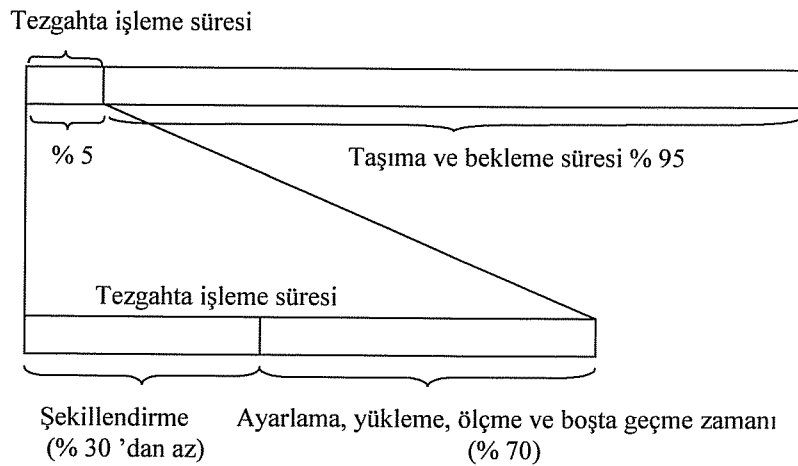 Tezgahta işleme süresi
% 5
Taşıma ve bekleme süresi % 95
Tezgahta işleme süresi
Şekillendirme
(% 30 ’dan az)
Ayarlama, yükleme, ölçme ve boşta geçme zamanı
(% 70)